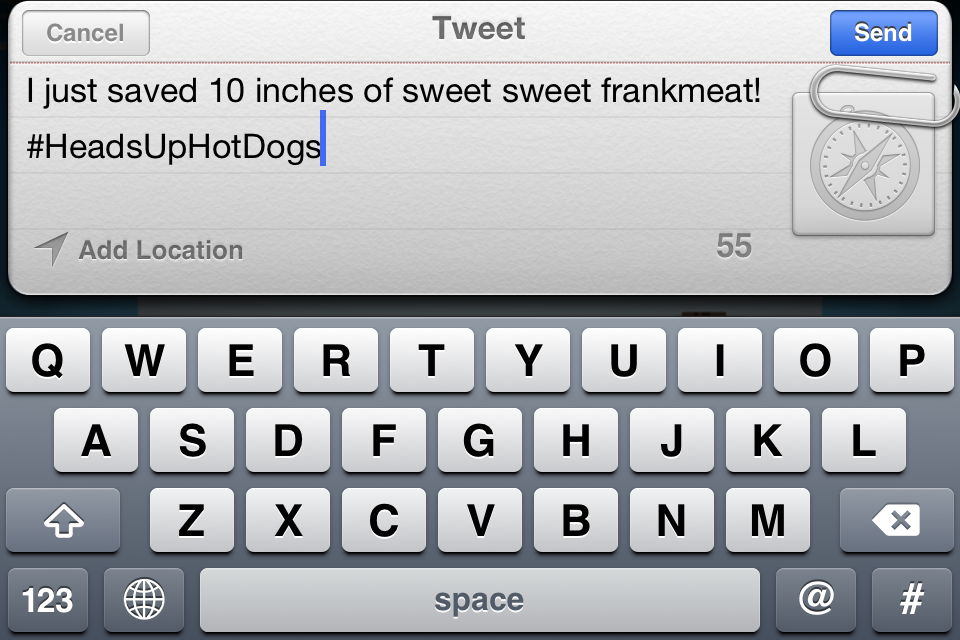 Cancel Tweet Send
I just saved 10 inches of sweet sweet frankmeat!
#HeadsUpHotDogs
Add Location 55
Q W E R T Y U I O P
A S D F G H J K L
Z X C V B N M
123 space @ #